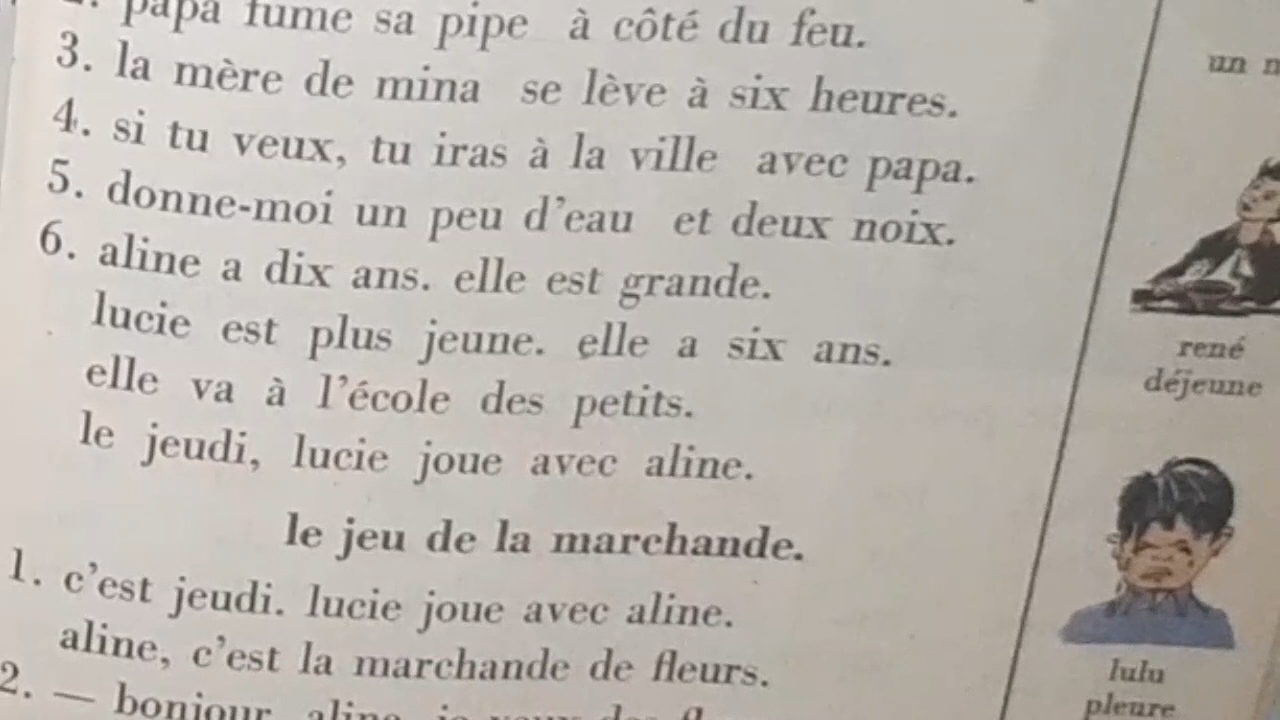 papa fume sa pipe à côté du feu.
3. la mère de mina se lève à six heures.
4. si tu veux, tu iras à la ville avec papa.
5. donne-moi un peu d'eau et deux noix.
6. aline a dix ans. elle est grande.
lucie est plus jeune. elle a six ans.
elle va à l'école des petits.
le jeudi, lucie joue avec aline.
le jeu de la marchande.
1. c'est jeudi. lucie joue avec aline.
aline, c'est la marchande de fleurs.
2. — bonjour aline je veux des
un
rené
déjeune
lulu
pleure